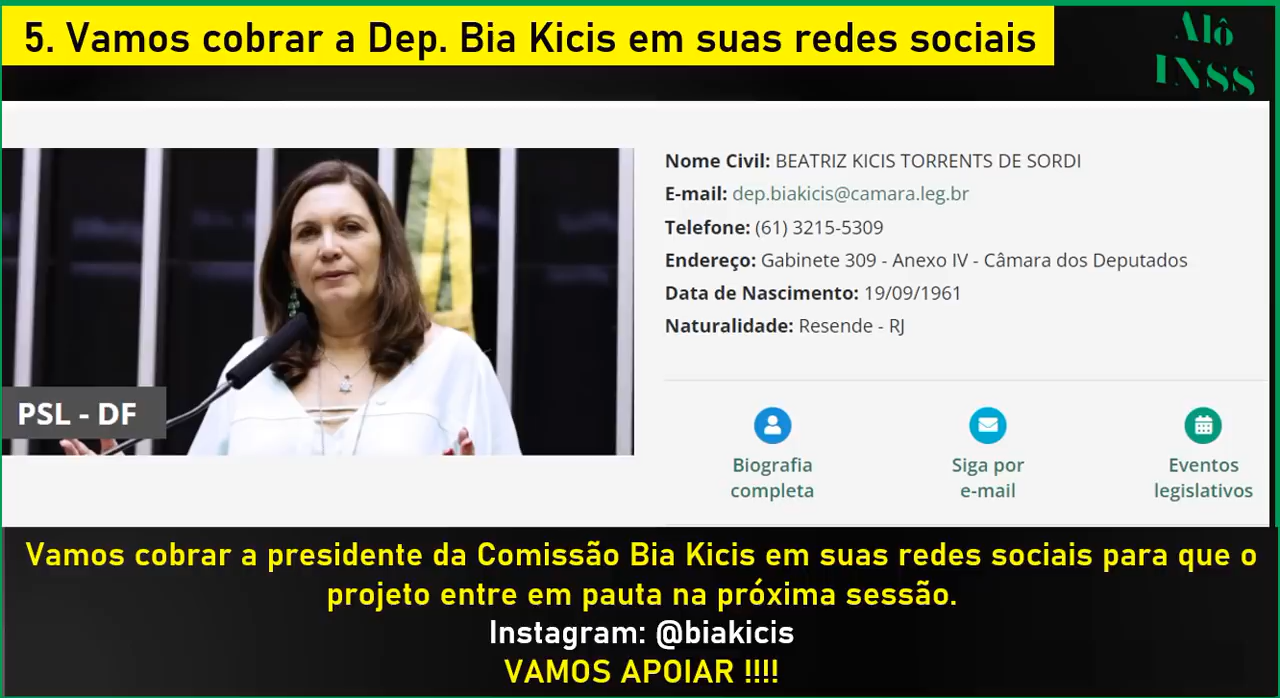 5. Vamos cobrar a Dep. Bia Kicis em suas redes sociais
Alô
INSS
Nome Civil: BEATRIZ KICIS TORRENTS DE SORDI
E-mail: dep.biakicis@camara.leg.br
Telefone: (61) 3215-5309
Endereço: Gabinete 309 - Anexo IV - Câmara dos Deputados
Data de Nascimento: 19/09/1961
Naturalidade: Resende - RJ
PSL - DF
Biografia
completa
Siga por
e-mail
Eventos
legislativos
Vamos cobrar a presidente da Comissão Bia Kicis em suas redes sociais para que o
projeto entre em pauta na próxima sessão.
Instagram: @biakicis
VAMOS APOIAR !!!!